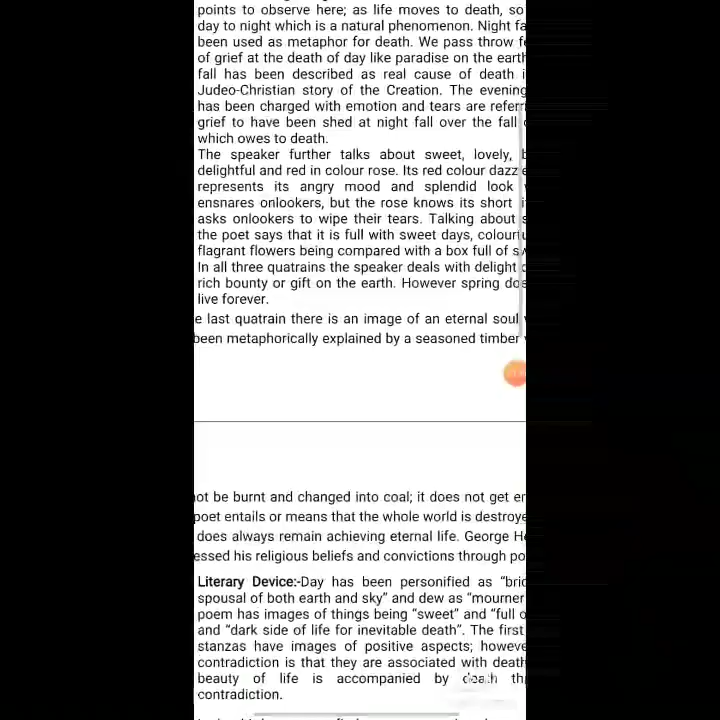 points to observe here; as life moves to death, so
day to night which is a natural phenomenon. Night
been used as metaphor for death. We pass throw
of grief at the death of day like paradise on the earth
fall has been described as real cause of death
Judeo-Christian story of the Creation. The evening
has been charged with emotion and tears are
grief to have been shed at night fall over the fall
which owes to death.
The speaker further talks about sweet, lovely,
delightful and red in colour rose. Its red colour
represents its angry mood and splendid look
ensnares onlookers, but the rose knows its short
asks onlookers to wipe their tears. Talking about
the poet says that it is full with sweet days,
flagrant flowers being compared with a box full of
In all three quatrains the speaker deals with delight
rich bounty or gift on the earth. However spring
live forever.
last quatrain there is an image of an eternal soul
been metaphorically explained by a seasoned timber
be burnt and changed into coal; it does not get
poet entails or means that the whole world is
does always remain achieving eternal life. George
his religious beliefs and convictions through
Literary Device:-Day has been personified as
spousal of both earth and sky" and dew as "mourner
poem has images of things being "sweet" and "full
and "dark side of life for inevitable death". The first
stanzas have images of positive aspects;
contradiction is that they are associated with death
beauty of life is accompanied by death
contradiction.